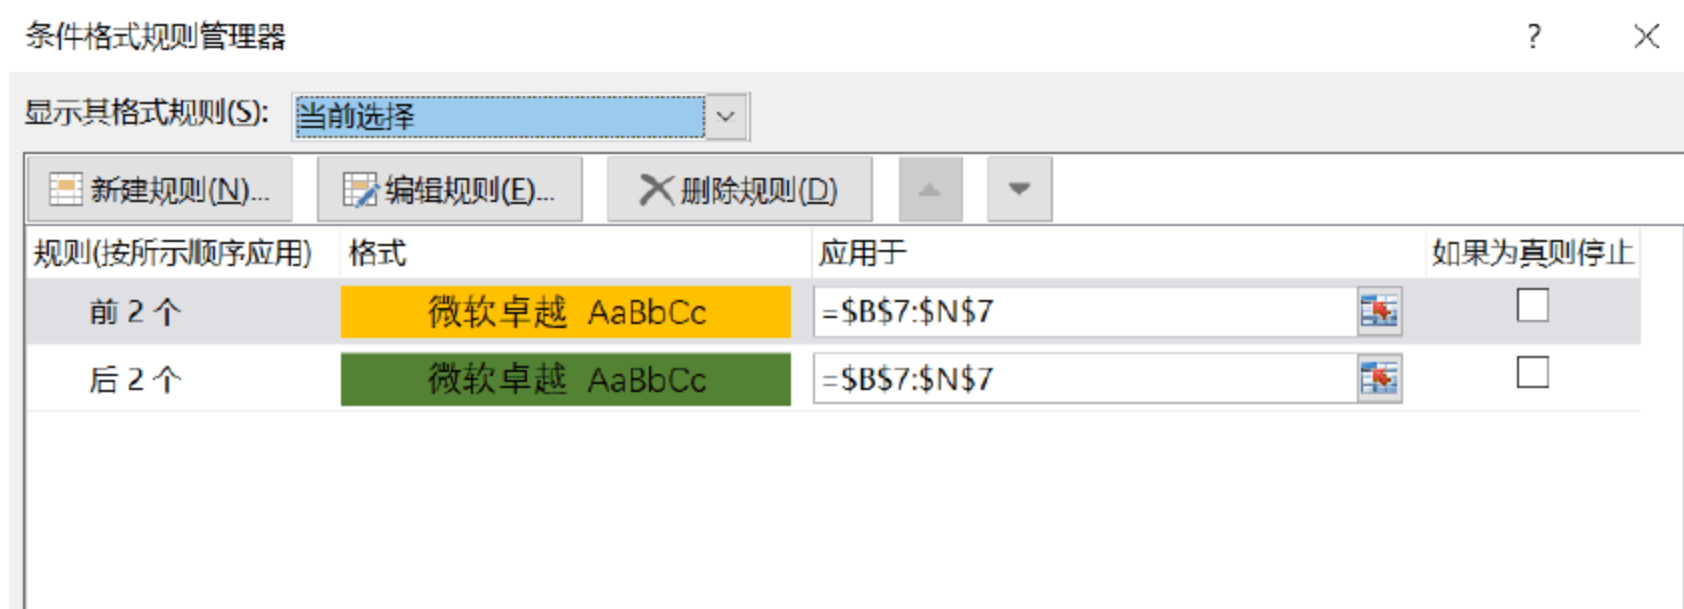 条件格式规则管理器
?
显示其格式规则(S): 当前选择
新建规则(N)... 编辑规则(E)... 删除规则(D)
规则(按所示顺序应用) 格式 应用于 如果为真则停止
前 2 个 微软卓越 AaBbCc =$B$7:$N$7
后 2 个 微软卓越 AaBbCc =$B$7:$N$7